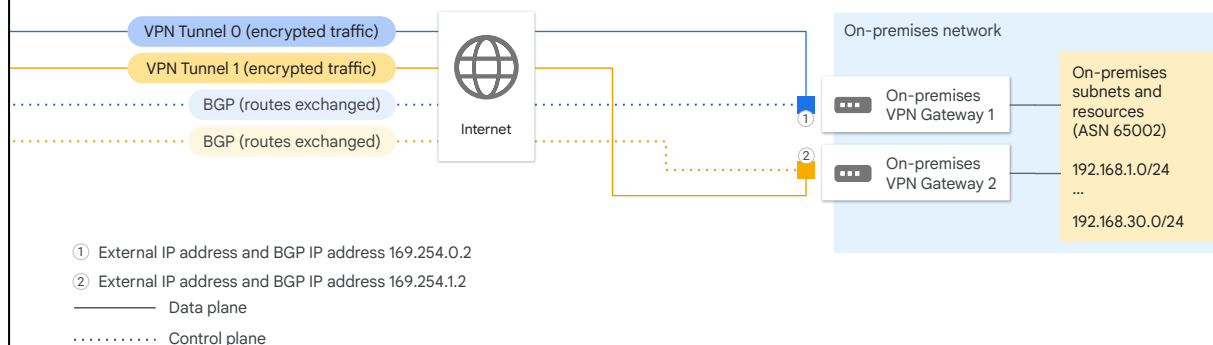 VPN Tunnel 0 (encrypted traffic)
VPN Tunnel 1 (encrypted traffic)
BGP (routes exchanged)
BGP (routes exchanged)
Internet
On-premises network
1
On-premises
VPN Gateway 1
2
On-premises
VPN Gateway 2
On-premises
subnets and
resources
(ASN 65002)
192.168.1.0/24
...
192.168.30.0/24
1 External IP address and BGP IP address 169.254.0.2
2 External IP address and BGP IP address 169.254.1.2
Data plane
Control plane